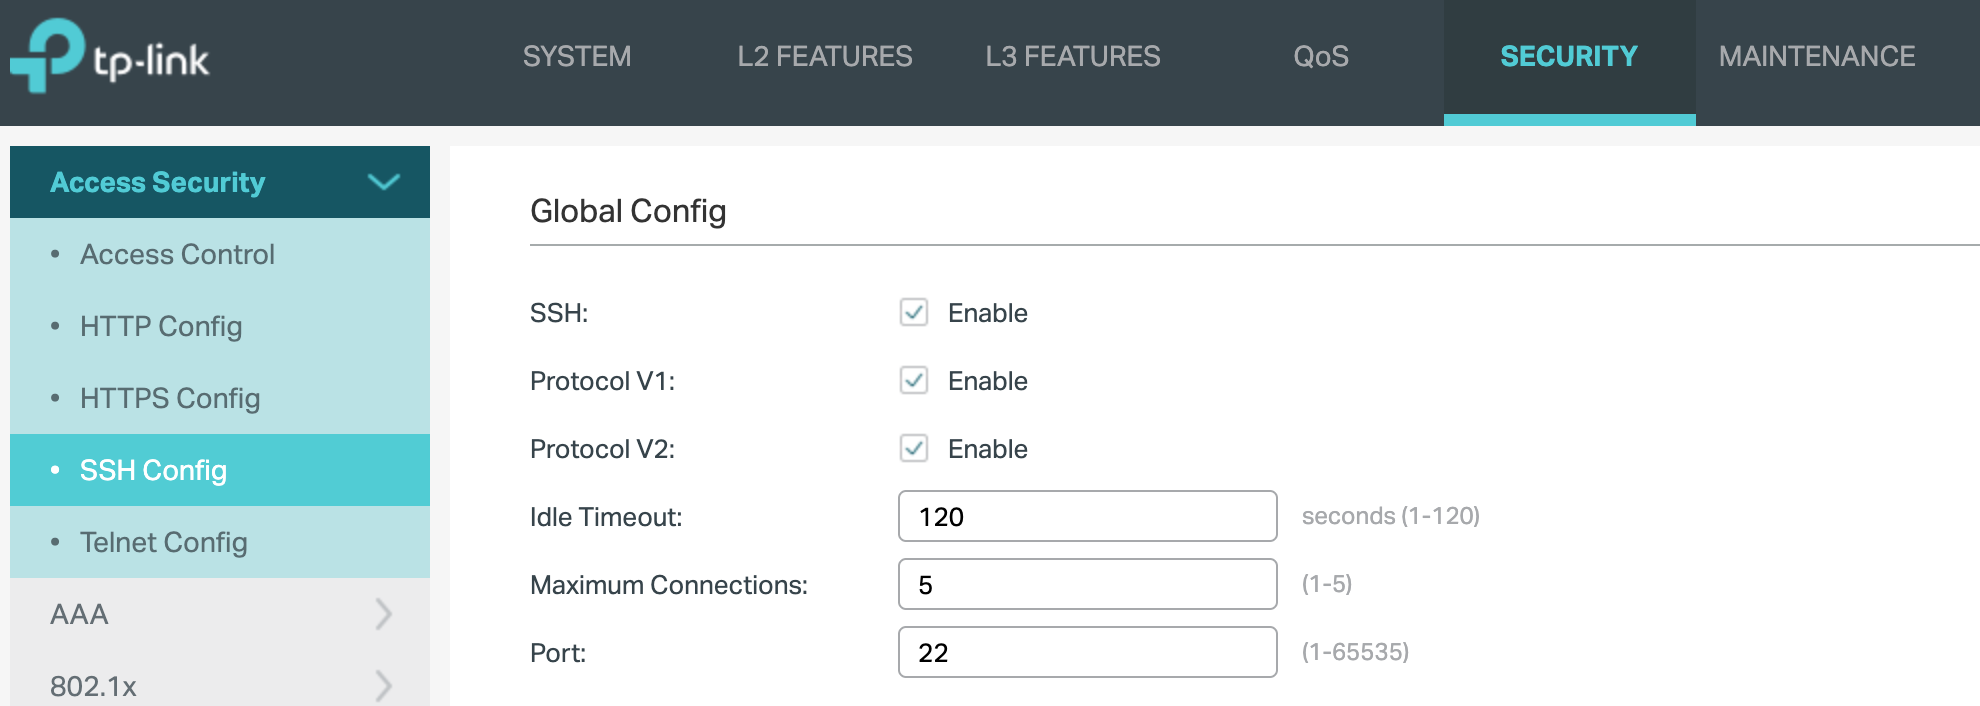 tp-link
SYSTEM L2 FEATURES L3 FEATURES QoS SECURITY MAINTENANCE
Access Security
• Access Control
• HTTP Config
• HTTPS Config
• SSH Config
• Telnet Config
AAA
802.1x
Global Config
SSH: Enable
Protocol V1: Enable
Protocol V2: Enable
Idle Timeout: 120 seconds (1-120)
Maximum Connections: 5 (1-5)
Port: 22 (1-65535)